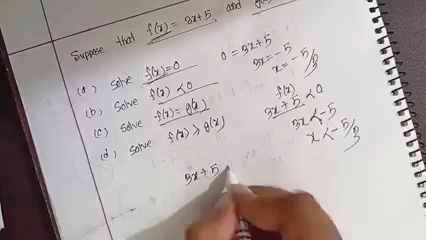 Suppose that f(x) = 3x+5, and
(a) solve f(x)=0
0 = 3x+5
3x = -5
x = -5/3
(b) solve f(x) < 0
f(x)
3x+5 < 0
3x < -5
x < -5/3
(c) solve f(x) = g(x)
(d) solve f(x) > g(x)
3x+5